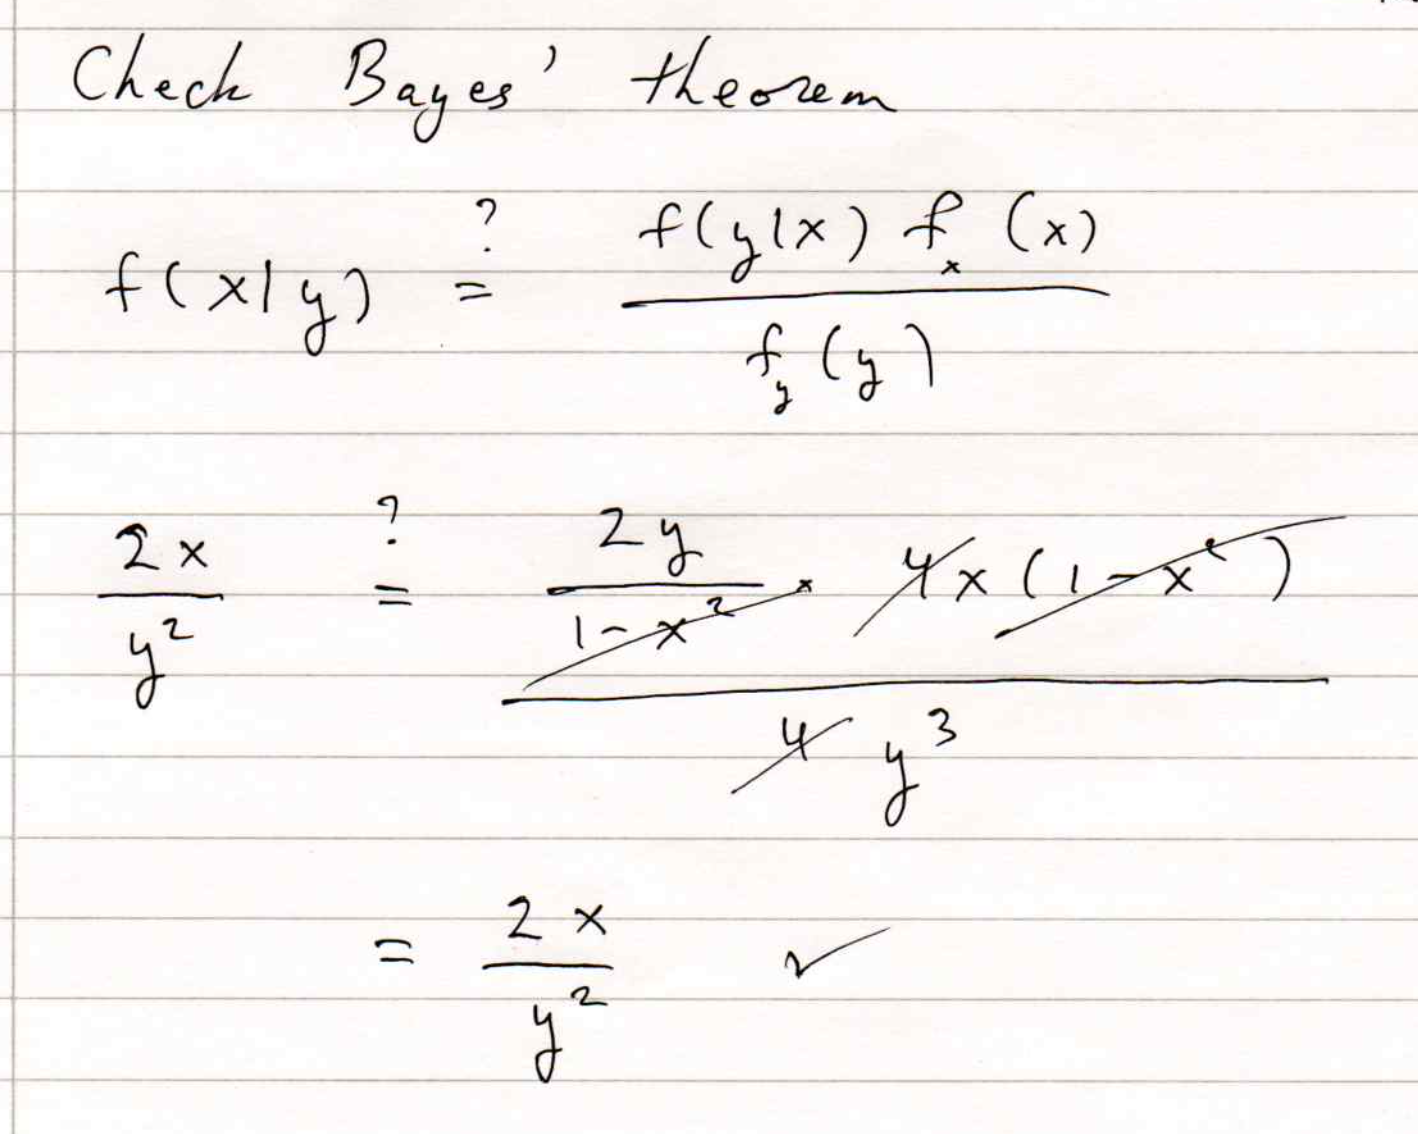 Check Bayes' theorem
f(x|y) ?= f(y|x) f_x(x) / f_y(y)
2x / y² ?= (2y / (1-x²)) · 4x(1-x²) / 4y³
= 2x / y² ✓